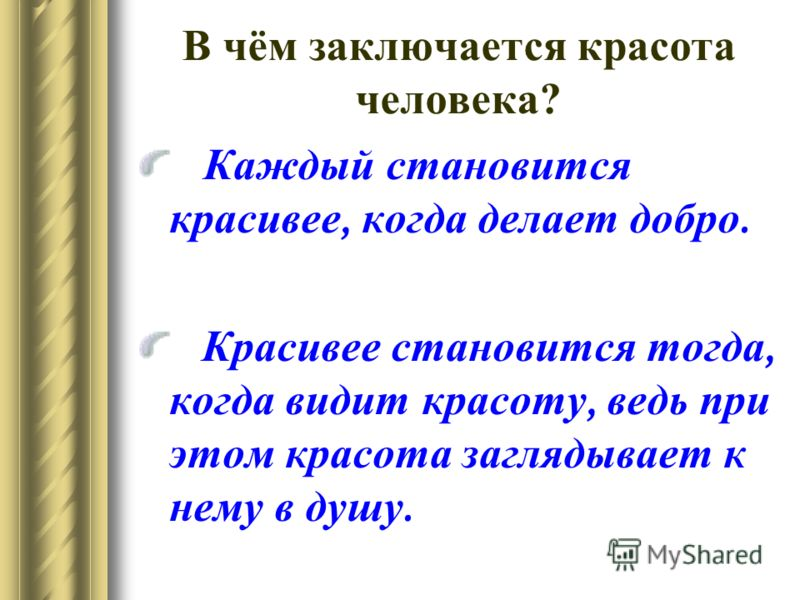 В чём заключается красота
человека?
Каждый становится
красивее, когда делает добро.
Красивее становится тогда,
когда видит красоту, ведь при
этом красота заглядывает к
нему в душу.
MyShared